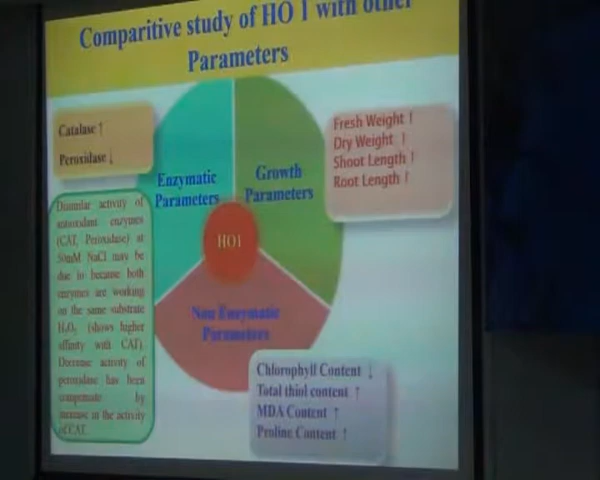 Comparitive study of HO 1 with other
Parameters
Catalase ↑
Peroxidase ↓
Enzymatic
Parameters
Growth
Parameters
Fresh Weight ↑
Dry Weight ↑
Shoot Length ↑
Root Length ↑
HO1
Dissimilar activity of
antioxidant enzymes
(CAT, Peroxidase) at
50mM NaCl may be
due to because both
enzymes are working
on the same substrate
H₂O₂ (shows higher
affinity with CAT).
Decrease activity of
peroxidase has been
compensate by
increase in the activity
of CAT.
Non Enzymatic
Parameters
Chlorophyll Content ↓
Total thiol content ↑
MDA Content ↑
Proline Content ↑